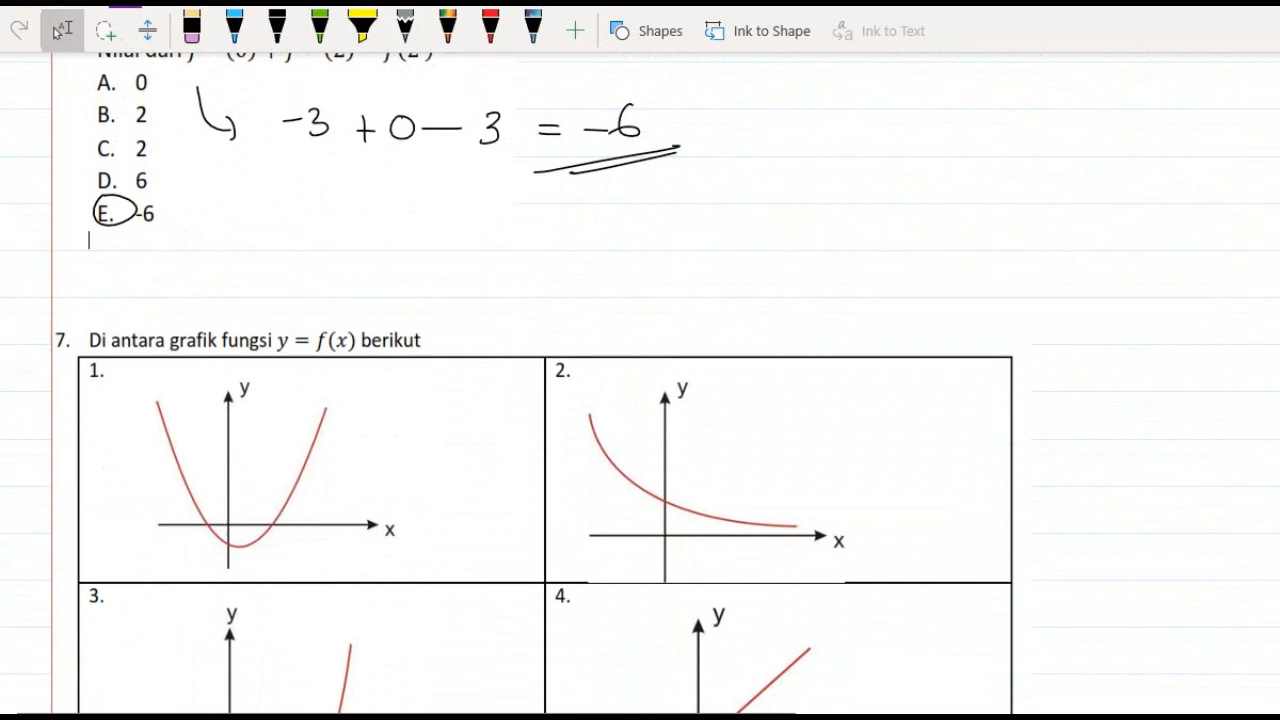 Shapes Ink to Shape Ink to Text
A. 0
B. 2
-3 + 0 - 3 = -6
C. 2
D. 6
E. -6
7. Di antara grafik fungsi y = f(x) berikut
1.
y
x
2.
y
x
3.
y
4.
y